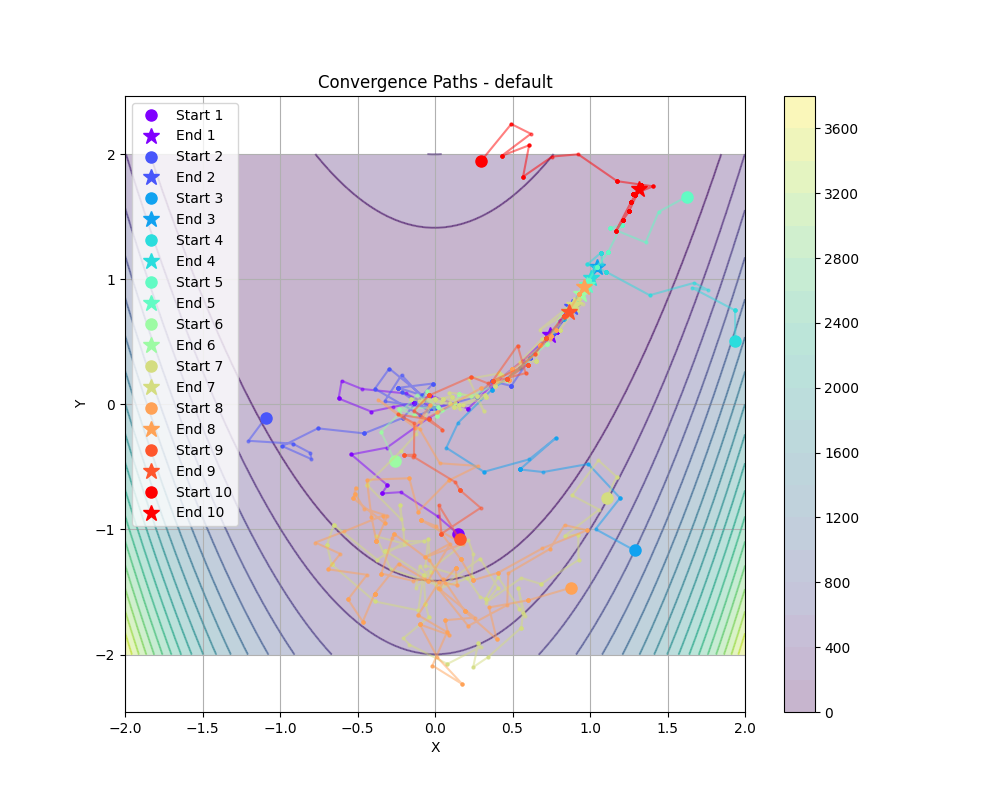 Convergence Paths - default
Start 1
End 1
Start 2
End 2
Start 3
End 3
Start 4
End 4
Start 5
End 5
Start 6
End 6
Start 7
End 7
Start 8
End 8
Start 9
End 9
Start 10
End 10
2
1
0
−1
−2
Y
−2.0
−1.5
−1.0
−0.5
0.0
0.5
1.0
1.5
2.0
X
3600
3200
2800
2400
2000
1600
1200
800
400
0